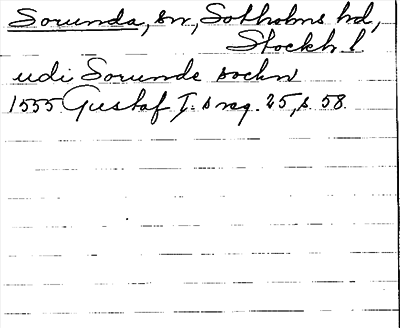 Sorunda, sn, Sotholms hd,
Stockh. l
udi Sorunde sochn
1555 Gustaf I:s reg. 25, s. 58.